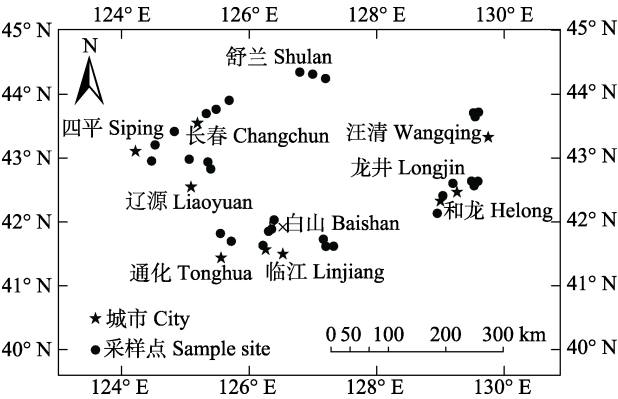 124° E 126° E 128° E 130° E
45° N 45° N
N
舒兰 Shulan
44° N 44° N
四平 Siping
长春 Changchun
汪清 Wangqing
43° N 43° N
龙井 Longjin
辽源 Liaoyuan
和龙 Helong
42° N 42° N
白山 Baishan
通化 Tonghua
临江 Linjiang
41° N 41° N
城市 City
采样点 Sample site
0 50 100 200 300 km
40° N 40° N
124° E 126° E 128° E 130° E